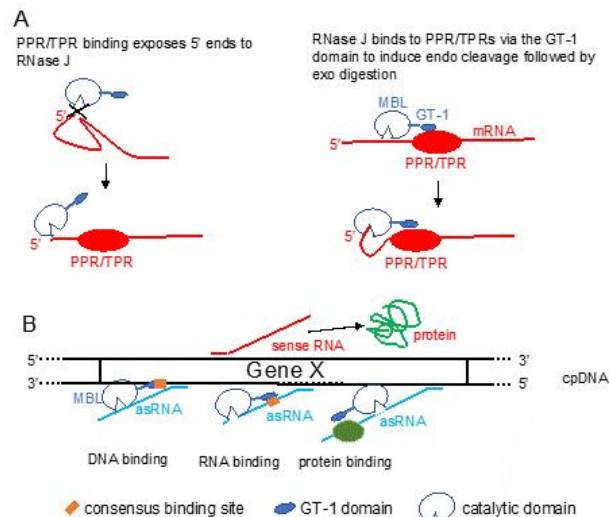 A
PPR/TPR binding exposes 5' ends to
RNase J
5'
5'
PPR/TPR
RNase J binds to PPR/TPRs via the GT-1
domain to induce endo cleavage followed by
exo digestion
MBL
GT-1
5'
mRNA
PPR/TPR
5'
PPR/TPR
B
sense RNA
protein
5'
3'
Gene X
3'
5'
cpDNA
MBL
asRNA
asRNA
asRNA
DNA binding
RNA binding
protein binding
consensus binding site
GT-1 domain
catalytic domain